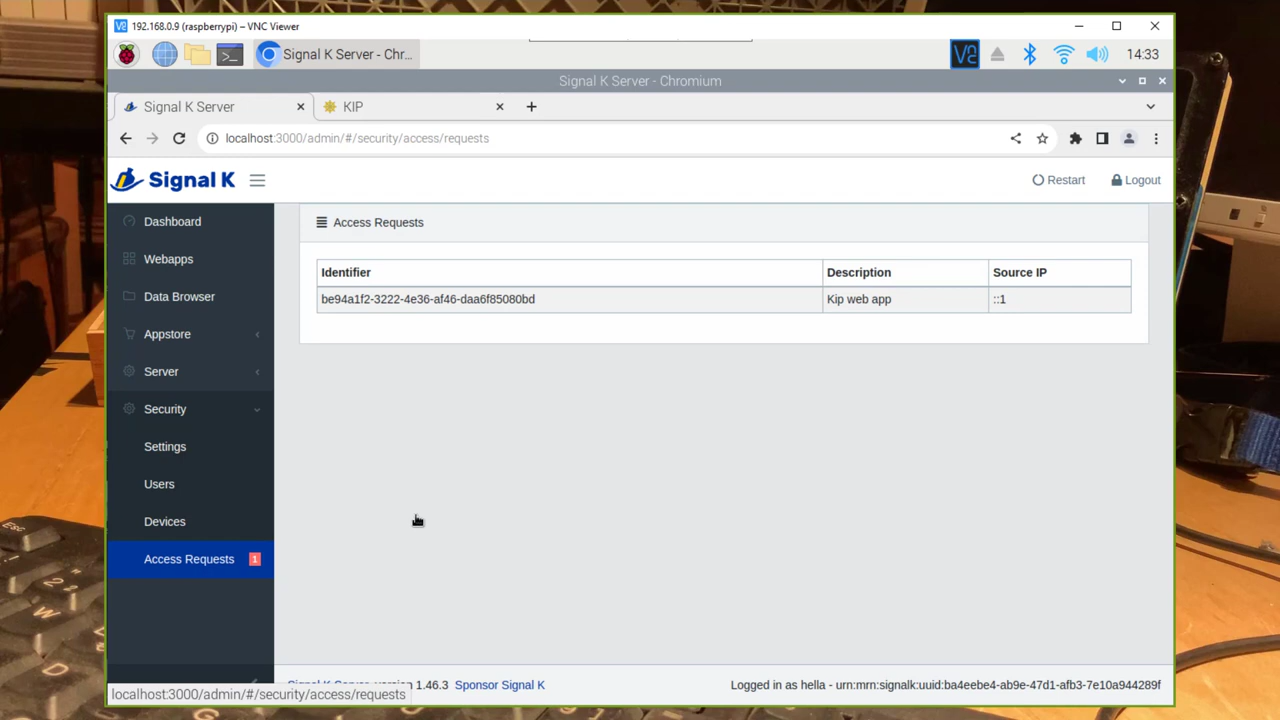 192.168.0.9 (raspberrypi) – VNC Viewer
Signal K Server - Chr...
14:33
Signal K Server - Chromium
Signal K Server
KIP
localhost:3000/admin/#/security/access/requests
Signal K
Restart
Logout
Dashboard
Webapps
Data Browser
Appstore
Server
Security
Settings
Users
Devices
Access Requests 1
Access Requests
Identifier Description Source IP
be94a1f2-3222-4e36-af46-daa6f85080bd Kip web app ::1
version 1.46.3 Sponsor Signal K
Logged in as hella - urn:mrn:signalk:uuid:ba4eebe4-ab9e-47d1-afb3-7e10a944289f
localhost:3000/admin/#/security/access/requests
Esc
2
W